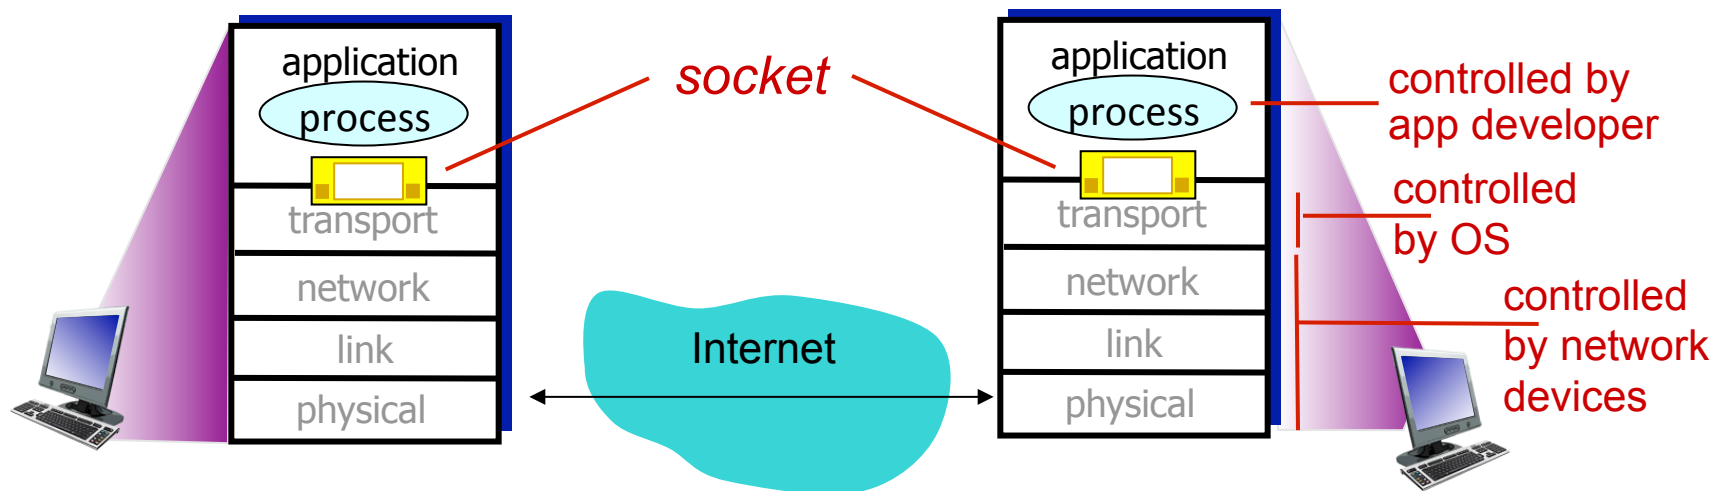 application
process
transport
network
link
physical
socket
Internet
application
process
transport
network
link
physical
controlled by
app developer
controlled
by OS
controlled
by network
devices